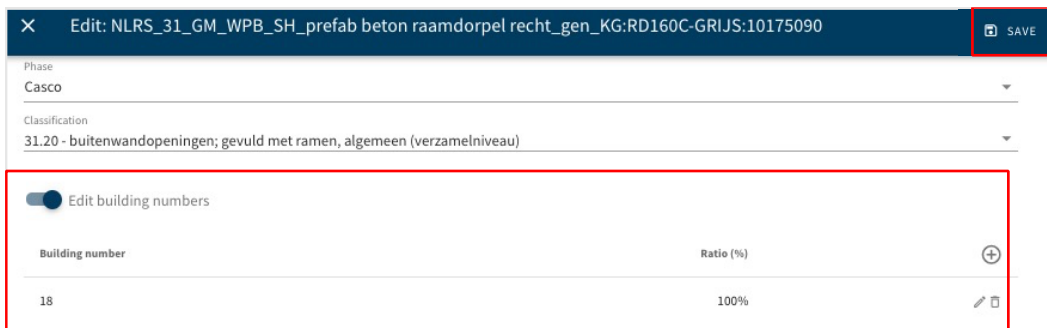 Edit: NLRS_31_GM_WPB_SH_prefab beton raamdorpel recht_gen_KG:RD160C-GRIJS:10175090
SAVE
Phase
Casco
Classification
31.20 - buitenwandopeningen; gevuld met ramen, algemeen (verzamelniveau)
Edit building numbers
Building number Ratio (%)
18 100%